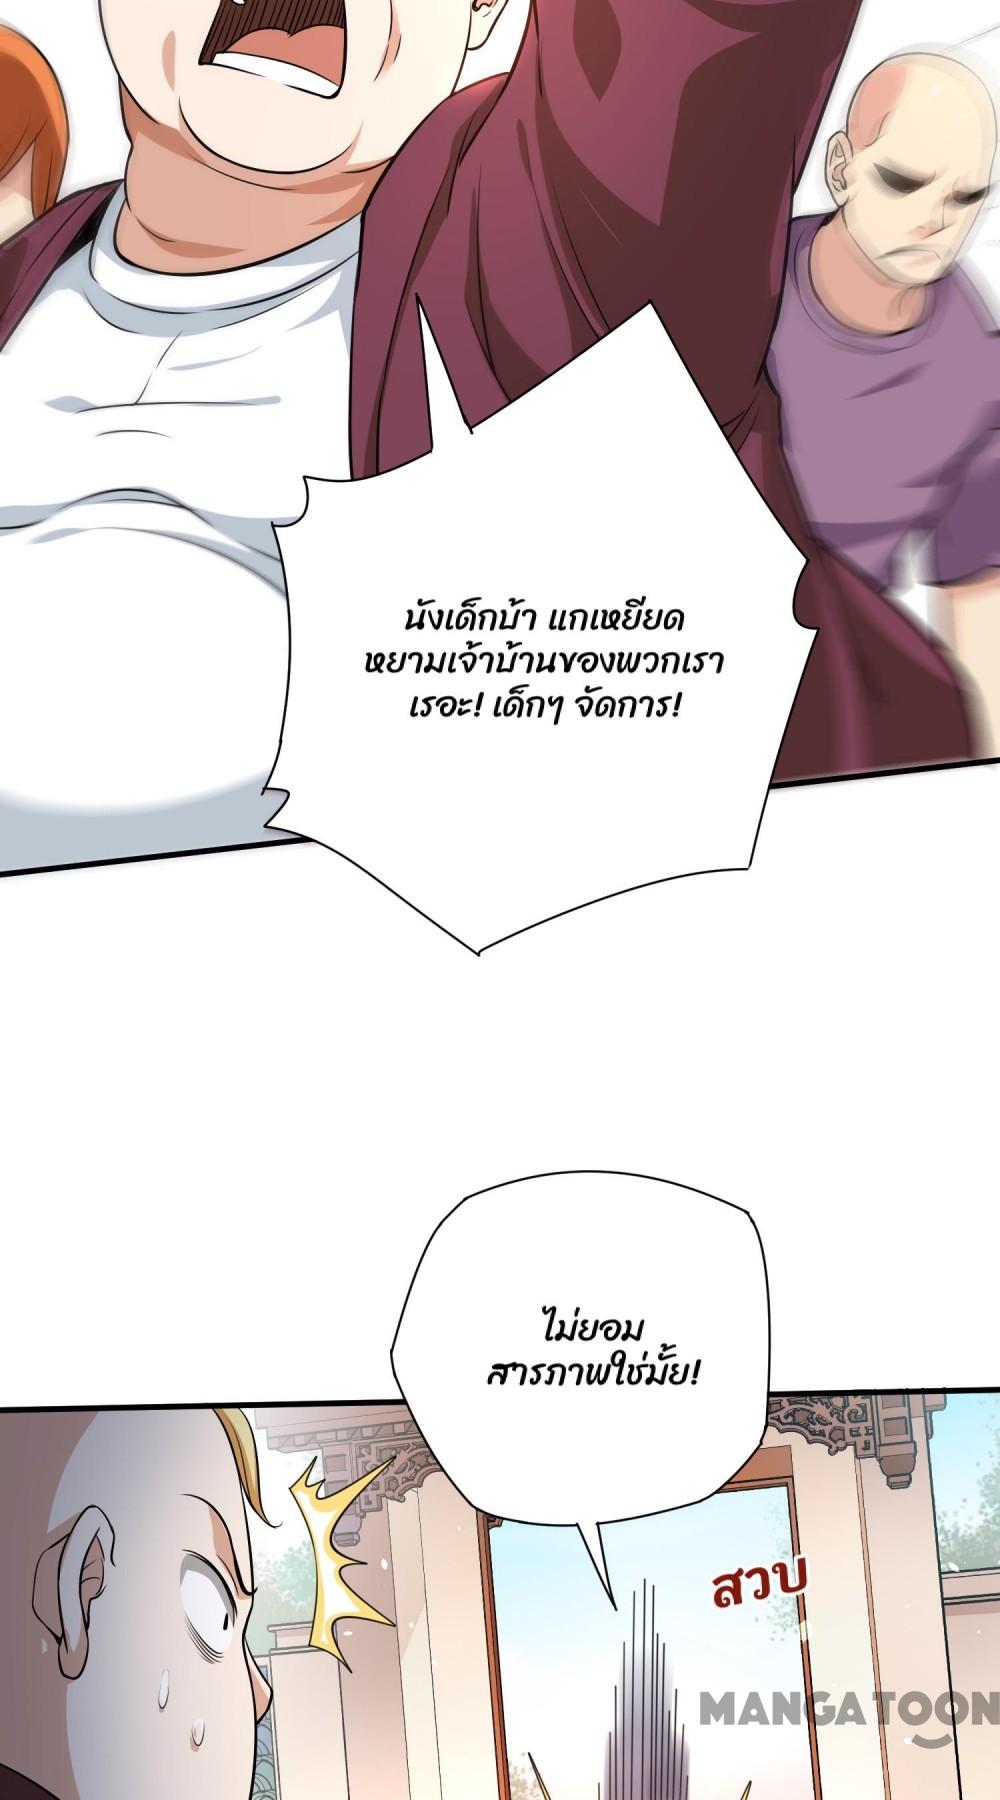 นังเด็กบ้า แกเหยียด
หยามเจ้าบ้านของพวกเรา
เรอะ! เด็กๆ จัดการ!
ไม่ยอม
สารภาพใช่มั้ย!
สวบ
MANGATOON